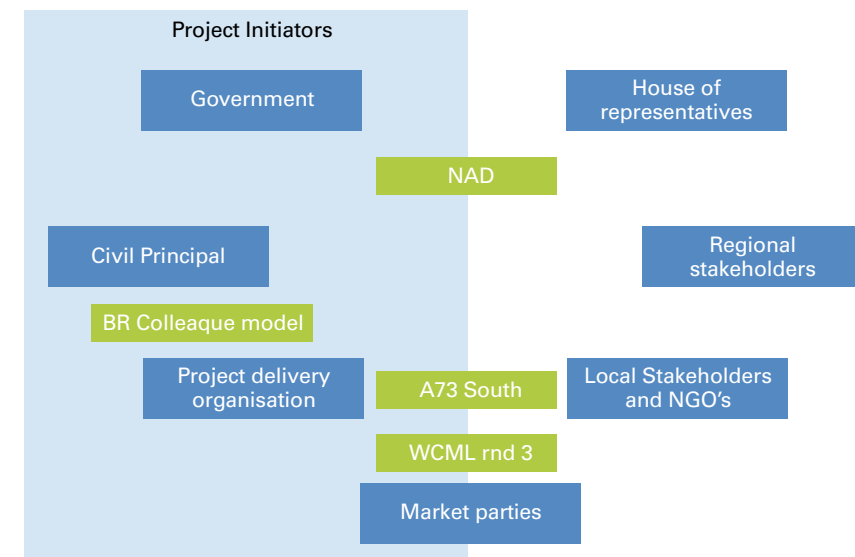 Project Initiators
Government
House of
representatives
NAD
Civil Principal
Regional
stakeholders
BR Colleaque model
Project delivery
organisation
A73 South
Local Stakeholders
and NGO’s
WCML rnd 3
Market parties